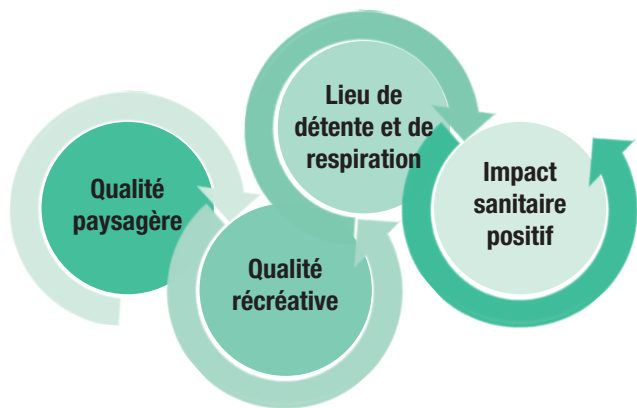 Qualité
paysagère
Qualité
récréative
Lieu de
détente et de
respiration
Impact
sanitaire
positif